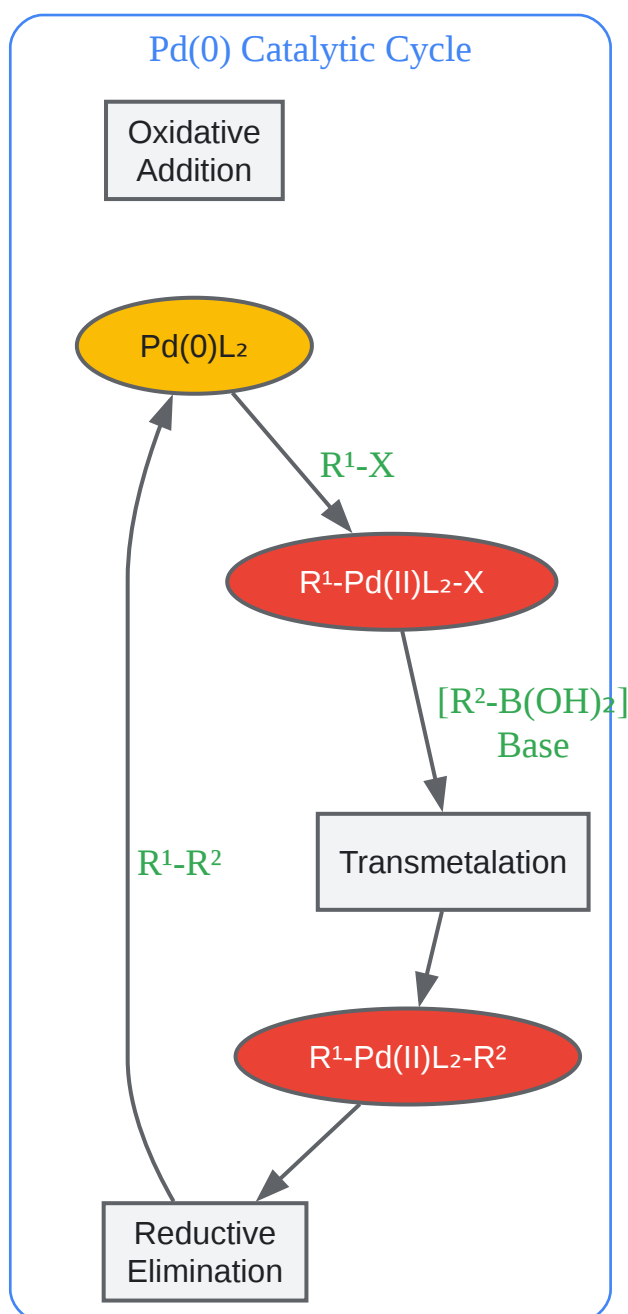 Pd(0) Catalytic Cycle
Oxidative
Addition
Pd(0)L₂
R¹-X
R¹-Pd(II)L₂-X
[R²-B(OH)₂]
Base
Transmetalation
R¹-R²
R¹-Pd(II)L₂-R²
Reductive
Elimination